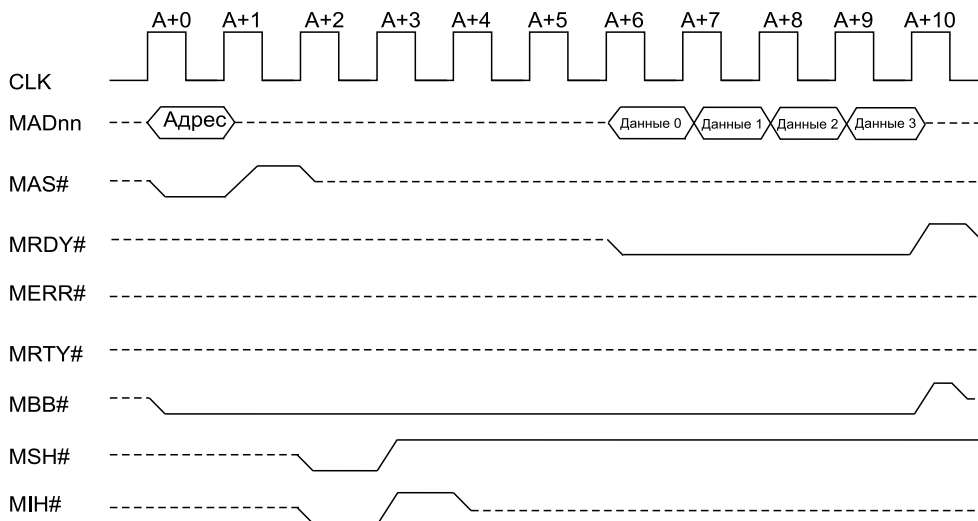 A+0 A+1 A+2 A+3 A+4 A+5 A+6 A+7 A+8 A+9 A+10
CLK
MADnn Адрес Данные 0 Данные 1 Данные 2 Данные 3
MAS#
MRDY#
MERR#
MRTY#
MBB#
MSH#
MIH#